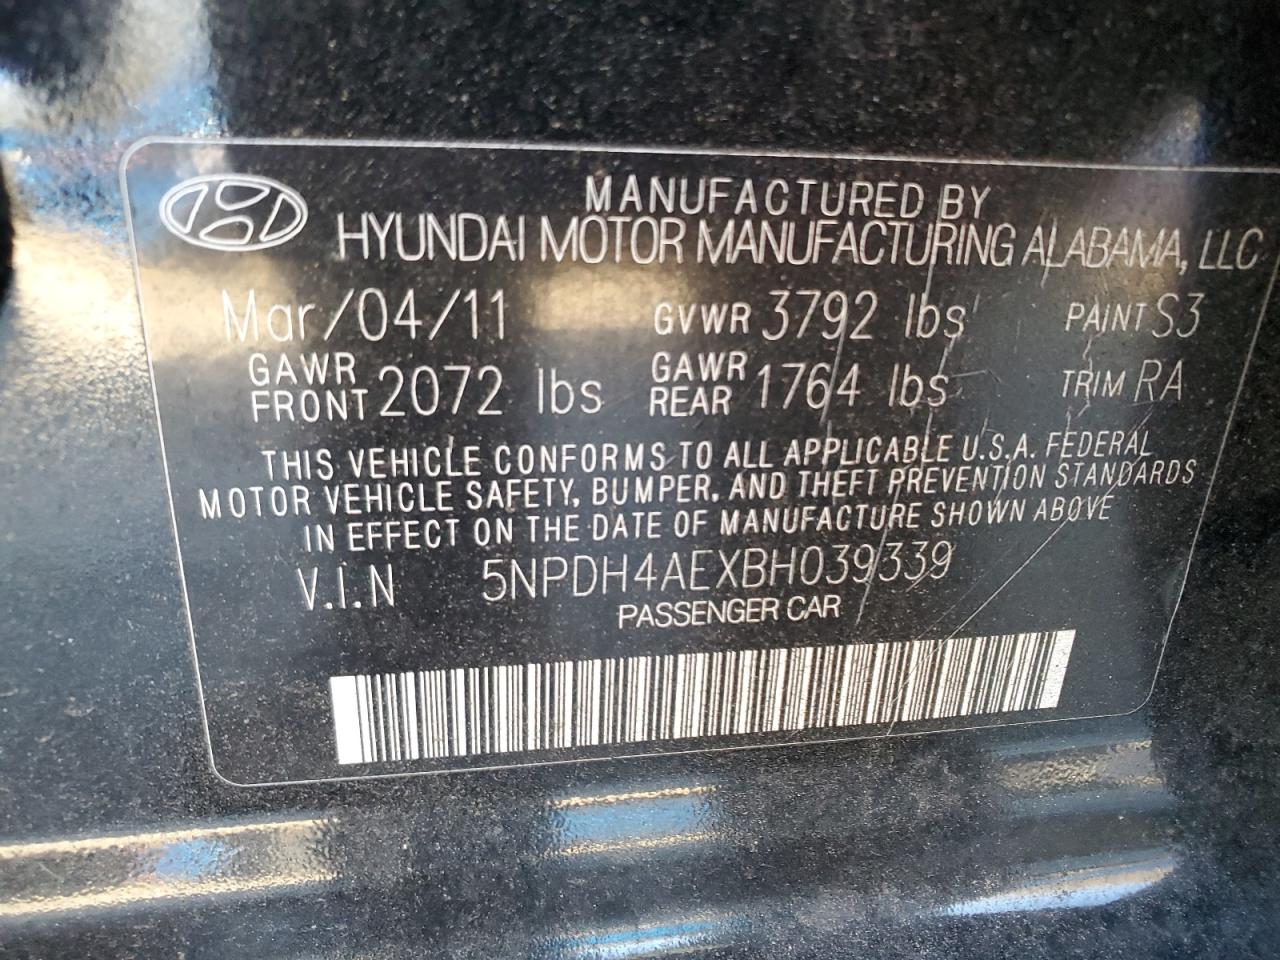 MANUFACTURED BY
HYUNDAI MOTOR MANUFACTURING ALABAMA, LLC
Mar/04/11 GVWR 3792 lbs PAINT S3
GAWR FRONT 2072 lbs GAWR REAR 1764 lbs TRIM RA
THIS VEHICLE CONFORMS TO ALL APPLICABLE U.S.A. FEDERAL
MOTOR VEHICLE SAFETY, BUMPER, AND THEFT PREVENTION STANDARDS
IN EFFECT ON THE DATE OF MANUFACTURE SHOWN ABOVE
V.I.N 5NPDH4AEXBH039339
PASSENGER CAR